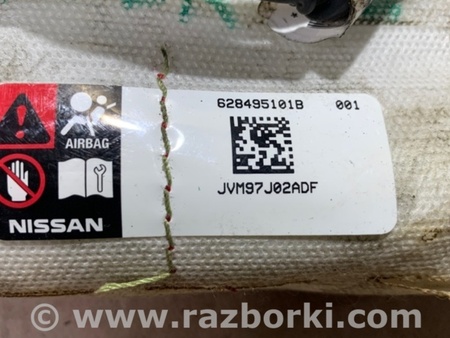 628495101B 001
AIRBAG
JVM97J02ADF
NISSAN
© www.razborki.com